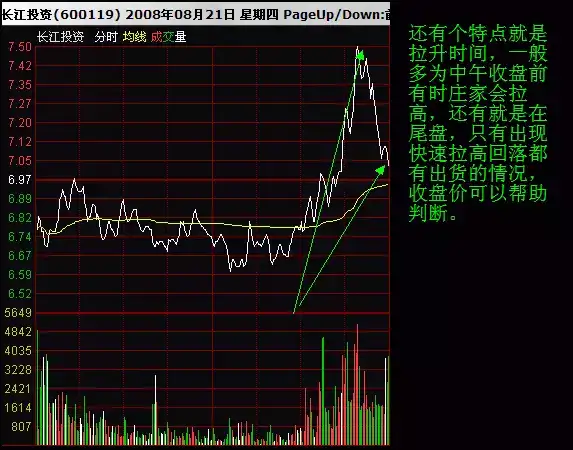 长江投资(600119) 2008年08月21日 星期四 PageUp/Down:前
长江投资 分时 均线 成交量
7.50
7.42
7.35
7.27
7.20
7.12
7.05
6.97
6.89
6.82
6.74
6.67
6.59
6.52
5649
4842
4035
3228
2421
1614
807
还有个特点就是
拉升时间，一般
多为中午收盘前
有时庄家会拉
高，还有就是在
尾盘，只有出现
快速拉高回落都
有出货的情况，
收盘价可以帮助
判断。